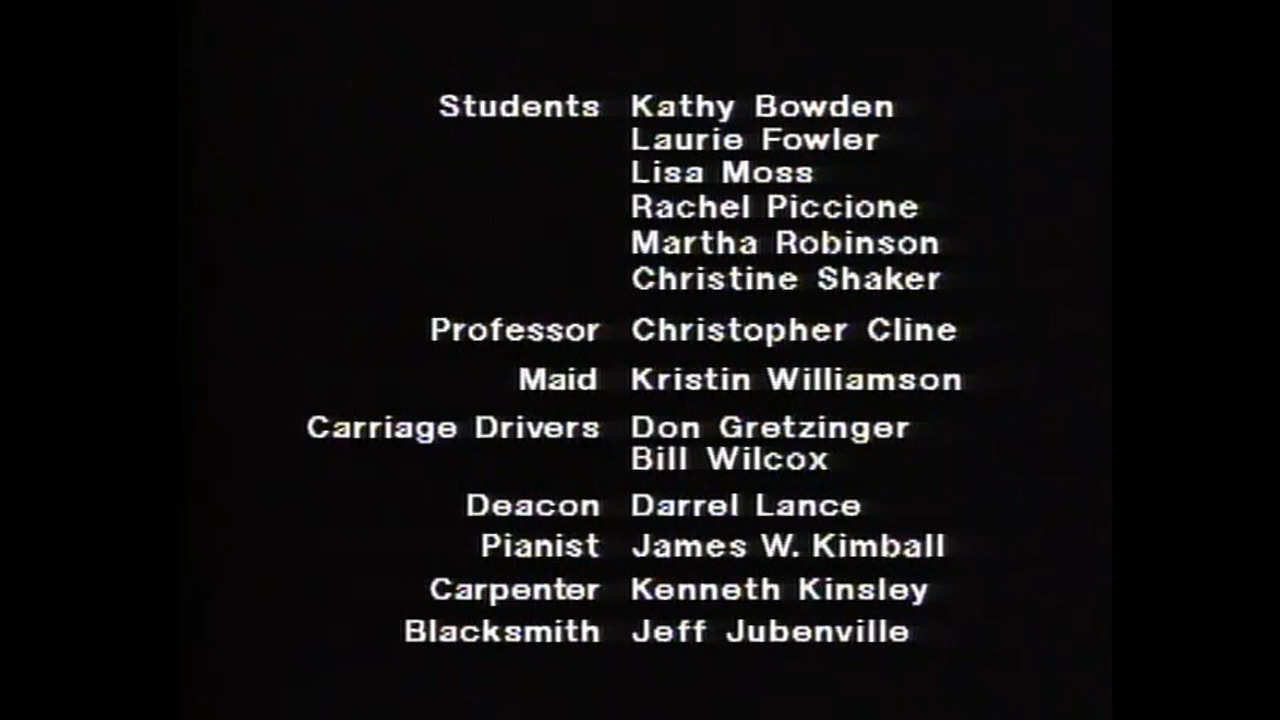 Students Kathy Bowden
Laurie Fowler
Lisa Moss
Rachel Piccione
Martha Robinson
Christine Shaker
Professor Christopher Cline
Maid Kristin Williamson
Carriage Drivers Don Gretzinger
Bill Wilcox
Deacon Darrel Lance
Pianist James W. Kimball
Carpenter Kenneth Kinsley
Blacksmith Jeff Jubenville